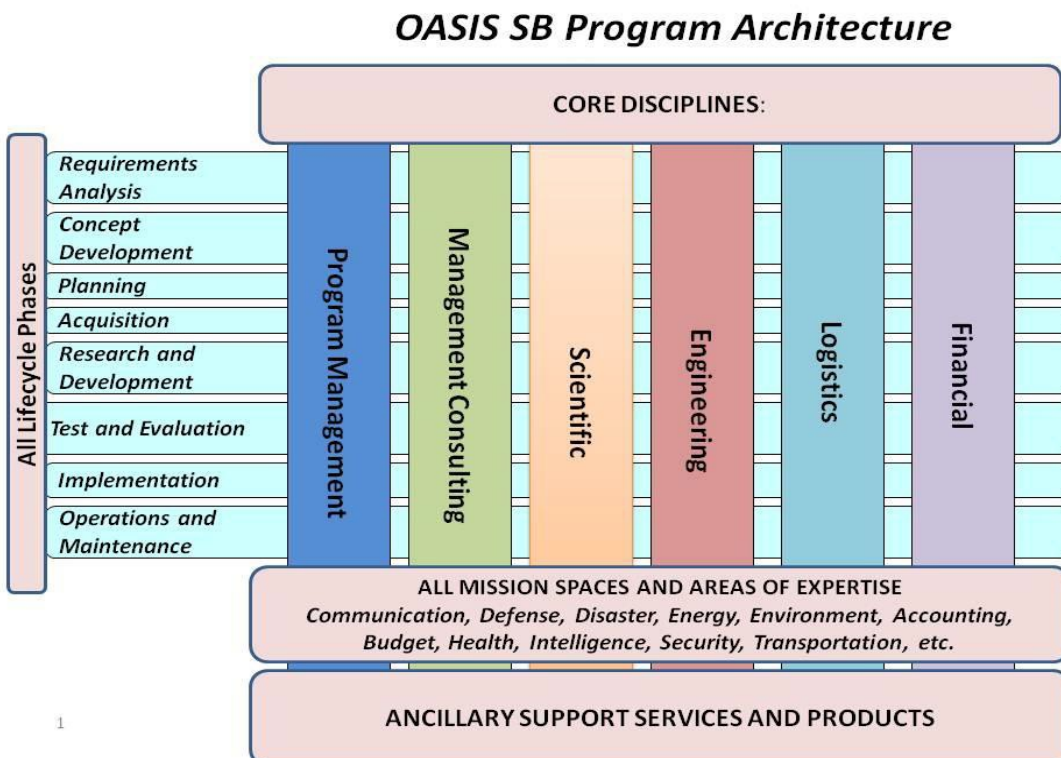 OASIS SB Program Architecture
CORE DISCIPLINES:
All Lifecycle Phases
Requirements
Analysis
Concept
Development
Planning
Acquisition
Research and
Development
Test and Evaluation
Implementation
Operations and
Maintenance
Program Management
Management Consulting
Scientific
Engineering
Logistics
Financial
ALL MISSION SPACES AND AREAS OF EXPERTISE
Communication, Defense, Disaster, Energy, Environment, Accounting,
Budget, Health, Intelligence, Security, Transportation, etc.
ANCILLARY SUPPORT SERVICES AND PRODUCTS
1